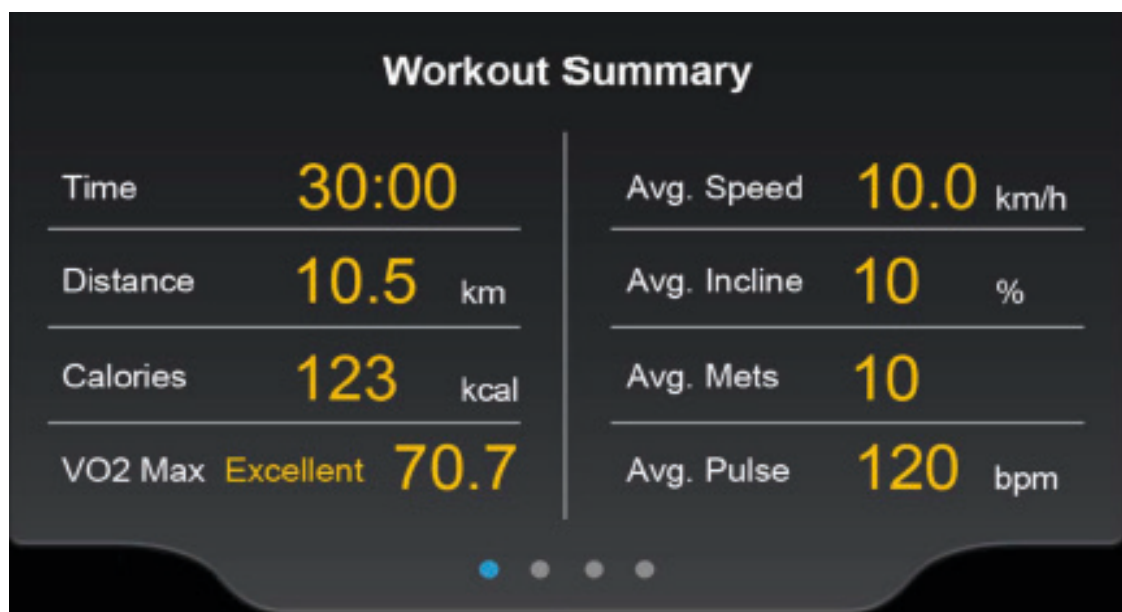 Workout Summary
Time 30:00
Distance 10.5 km
Calories 123 kcal
VO2 Max Excellent 70.7
Avg. Speed 10.0 km/h
Avg. Incline 10 %
Avg. Mets 10
Avg. Pulse 120 bpm